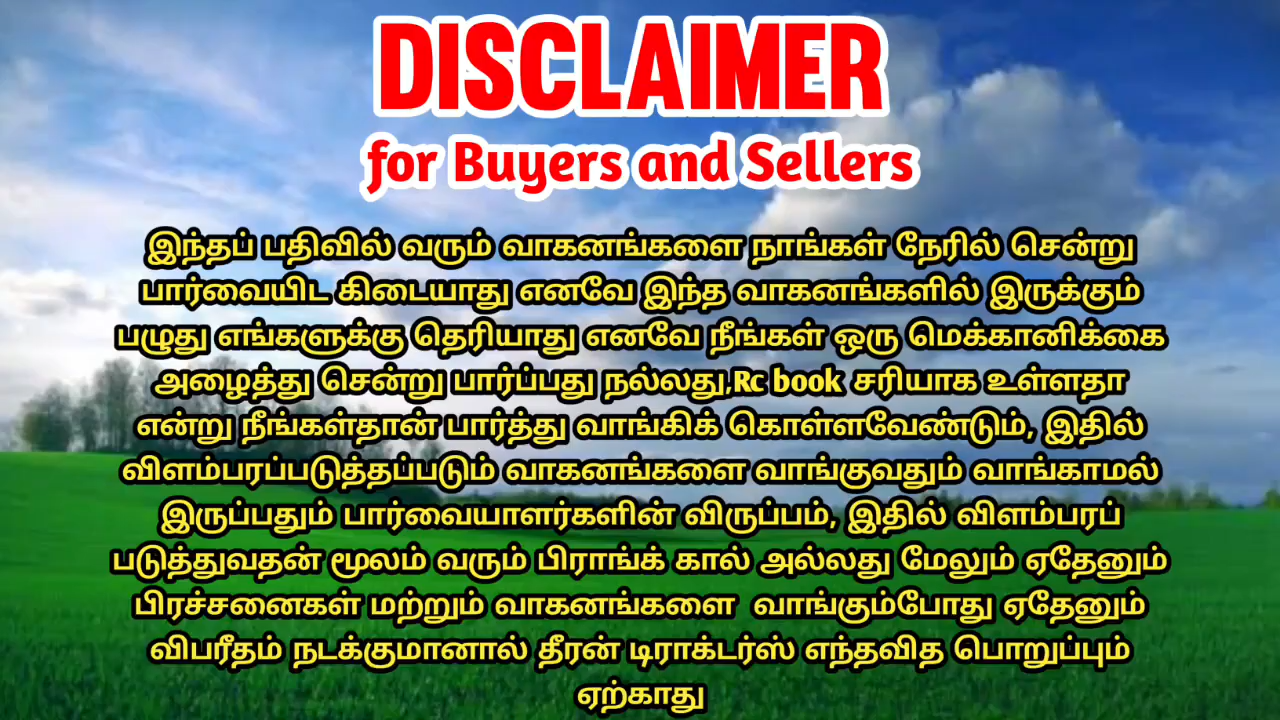 DISCLAIMER
for Buyers and Sellers
இந்தப் பதிவில் வரும் வாகனங்களை நாங்கள் நேரில் சென்று
பார்வையிட கிடையாது எனவே இந்த வாகனங்களில் இருக்கும்
பழுது எங்களுக்கு தெரியாது எனவே நீங்கள் ஒரு மெக்கானிக்கை
அழைத்து சென்று பார்ப்பது நல்லது,Rc book சரியாக உள்ளதா
என்று நீங்கள்தான் பார்த்து வாங்கிக் கொள்ளவேண்டும், இதில்
விளம்பரப்படுத்தப்படும் வாகனங்களை வாங்குவதும் வாங்காமல்
இருப்பதும் பார்வையாளர்களின் விருப்பம், இதில் விளம்பரப்
படுத்துவதன் மூலம் வரும் பிராங்க் கால் அல்லது மேலும் ஏதேனும்
பிரச்சனைகள் மற்றும் வாகனங்களை வாங்கும்போது ஏதேனும்
விபரீதம் நடக்குமானால் தீரன் டிராக்டர்ஸ் எந்தவித பொறுப்பும்
ஏற்காது